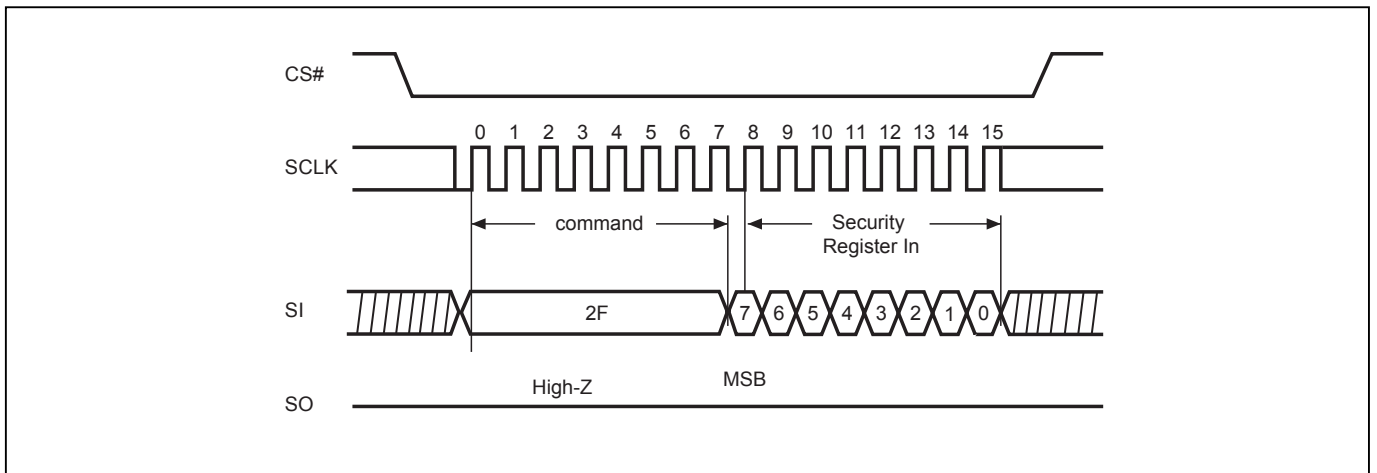 CS#
0 1 2 3 4 5 6 7 8 9 10 11 12 13 14 15
SCLK
command
Security
Register In
SI
2F
7 6 5 4 3 2 1 0
High-Z
MSB
SO